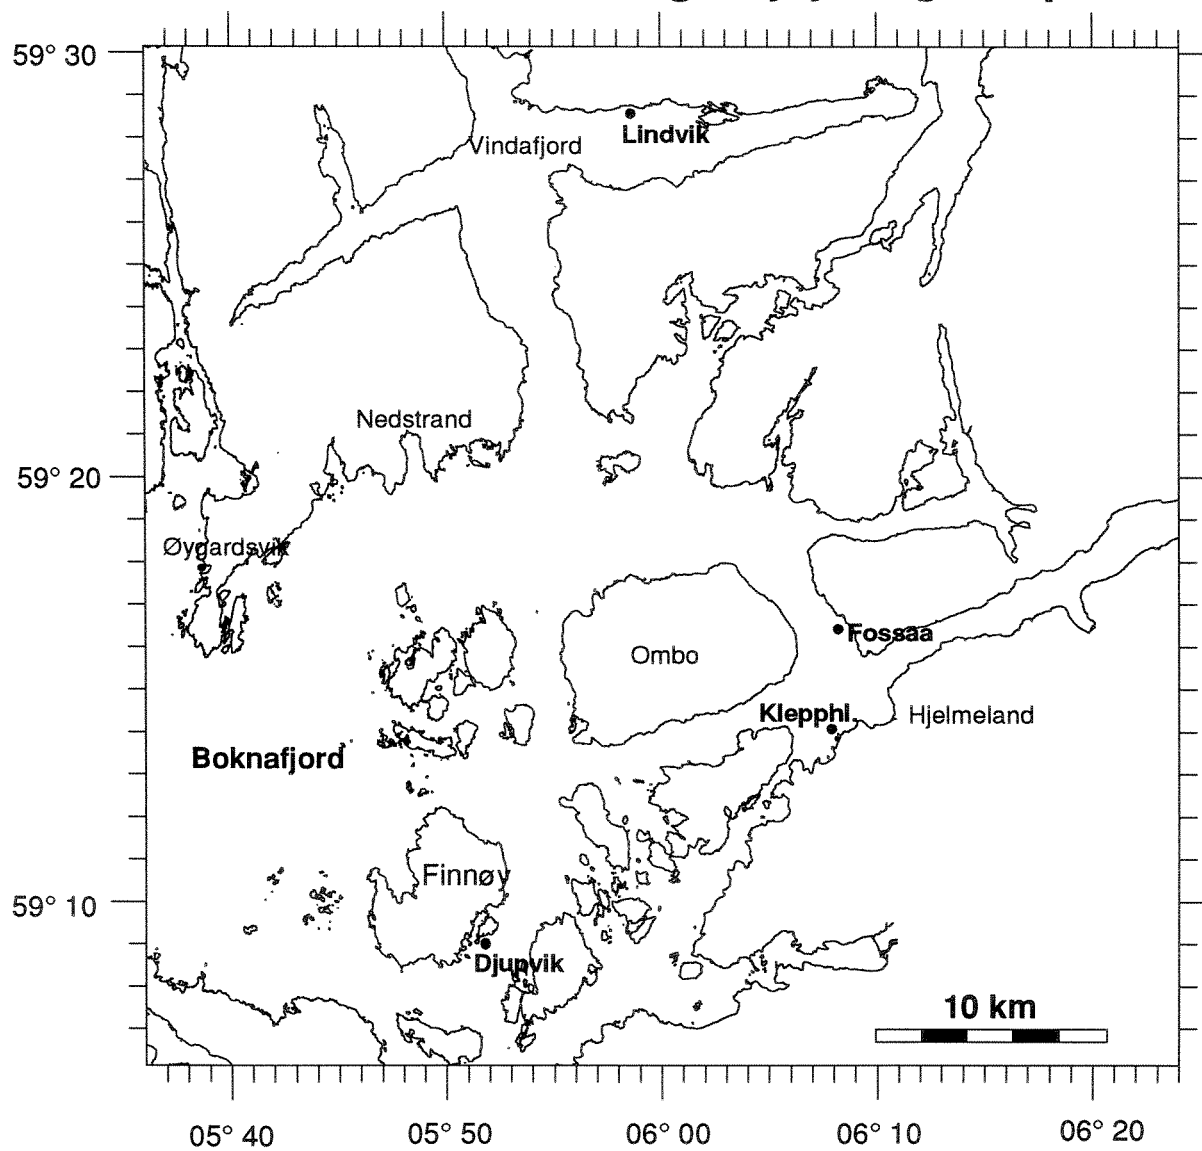 59° 30
Lindvik
Vindafjord
Nedstrand
59° 20
Øygardsvik
Fossaa
Ombo
Klepphl.
Hjelmeland
Boknafjord
Finnøy
59° 10
Djupvik
10 km
05° 40
05° 50
06° 00
06° 10
06° 20